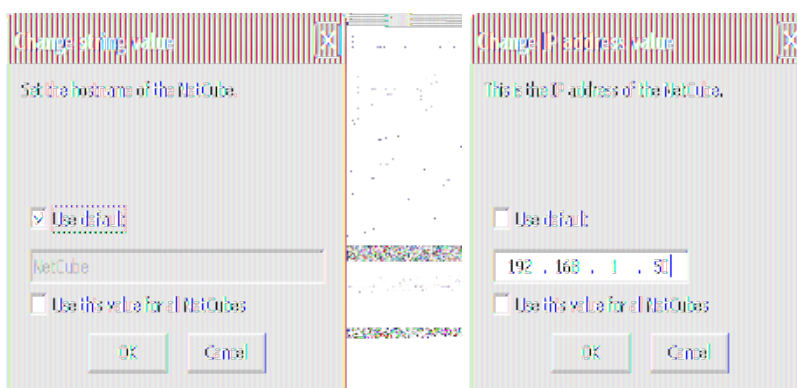 Change string value
Set the hostname of the NetCube.
Use default
NetCube
Use this value for all NetCubes
OK Cancel
Change IP address value
This is the IP address of the NetCube.
Use default
192 . 168 . 1 . 50
Use this value for all NetCubes
OK Cancel